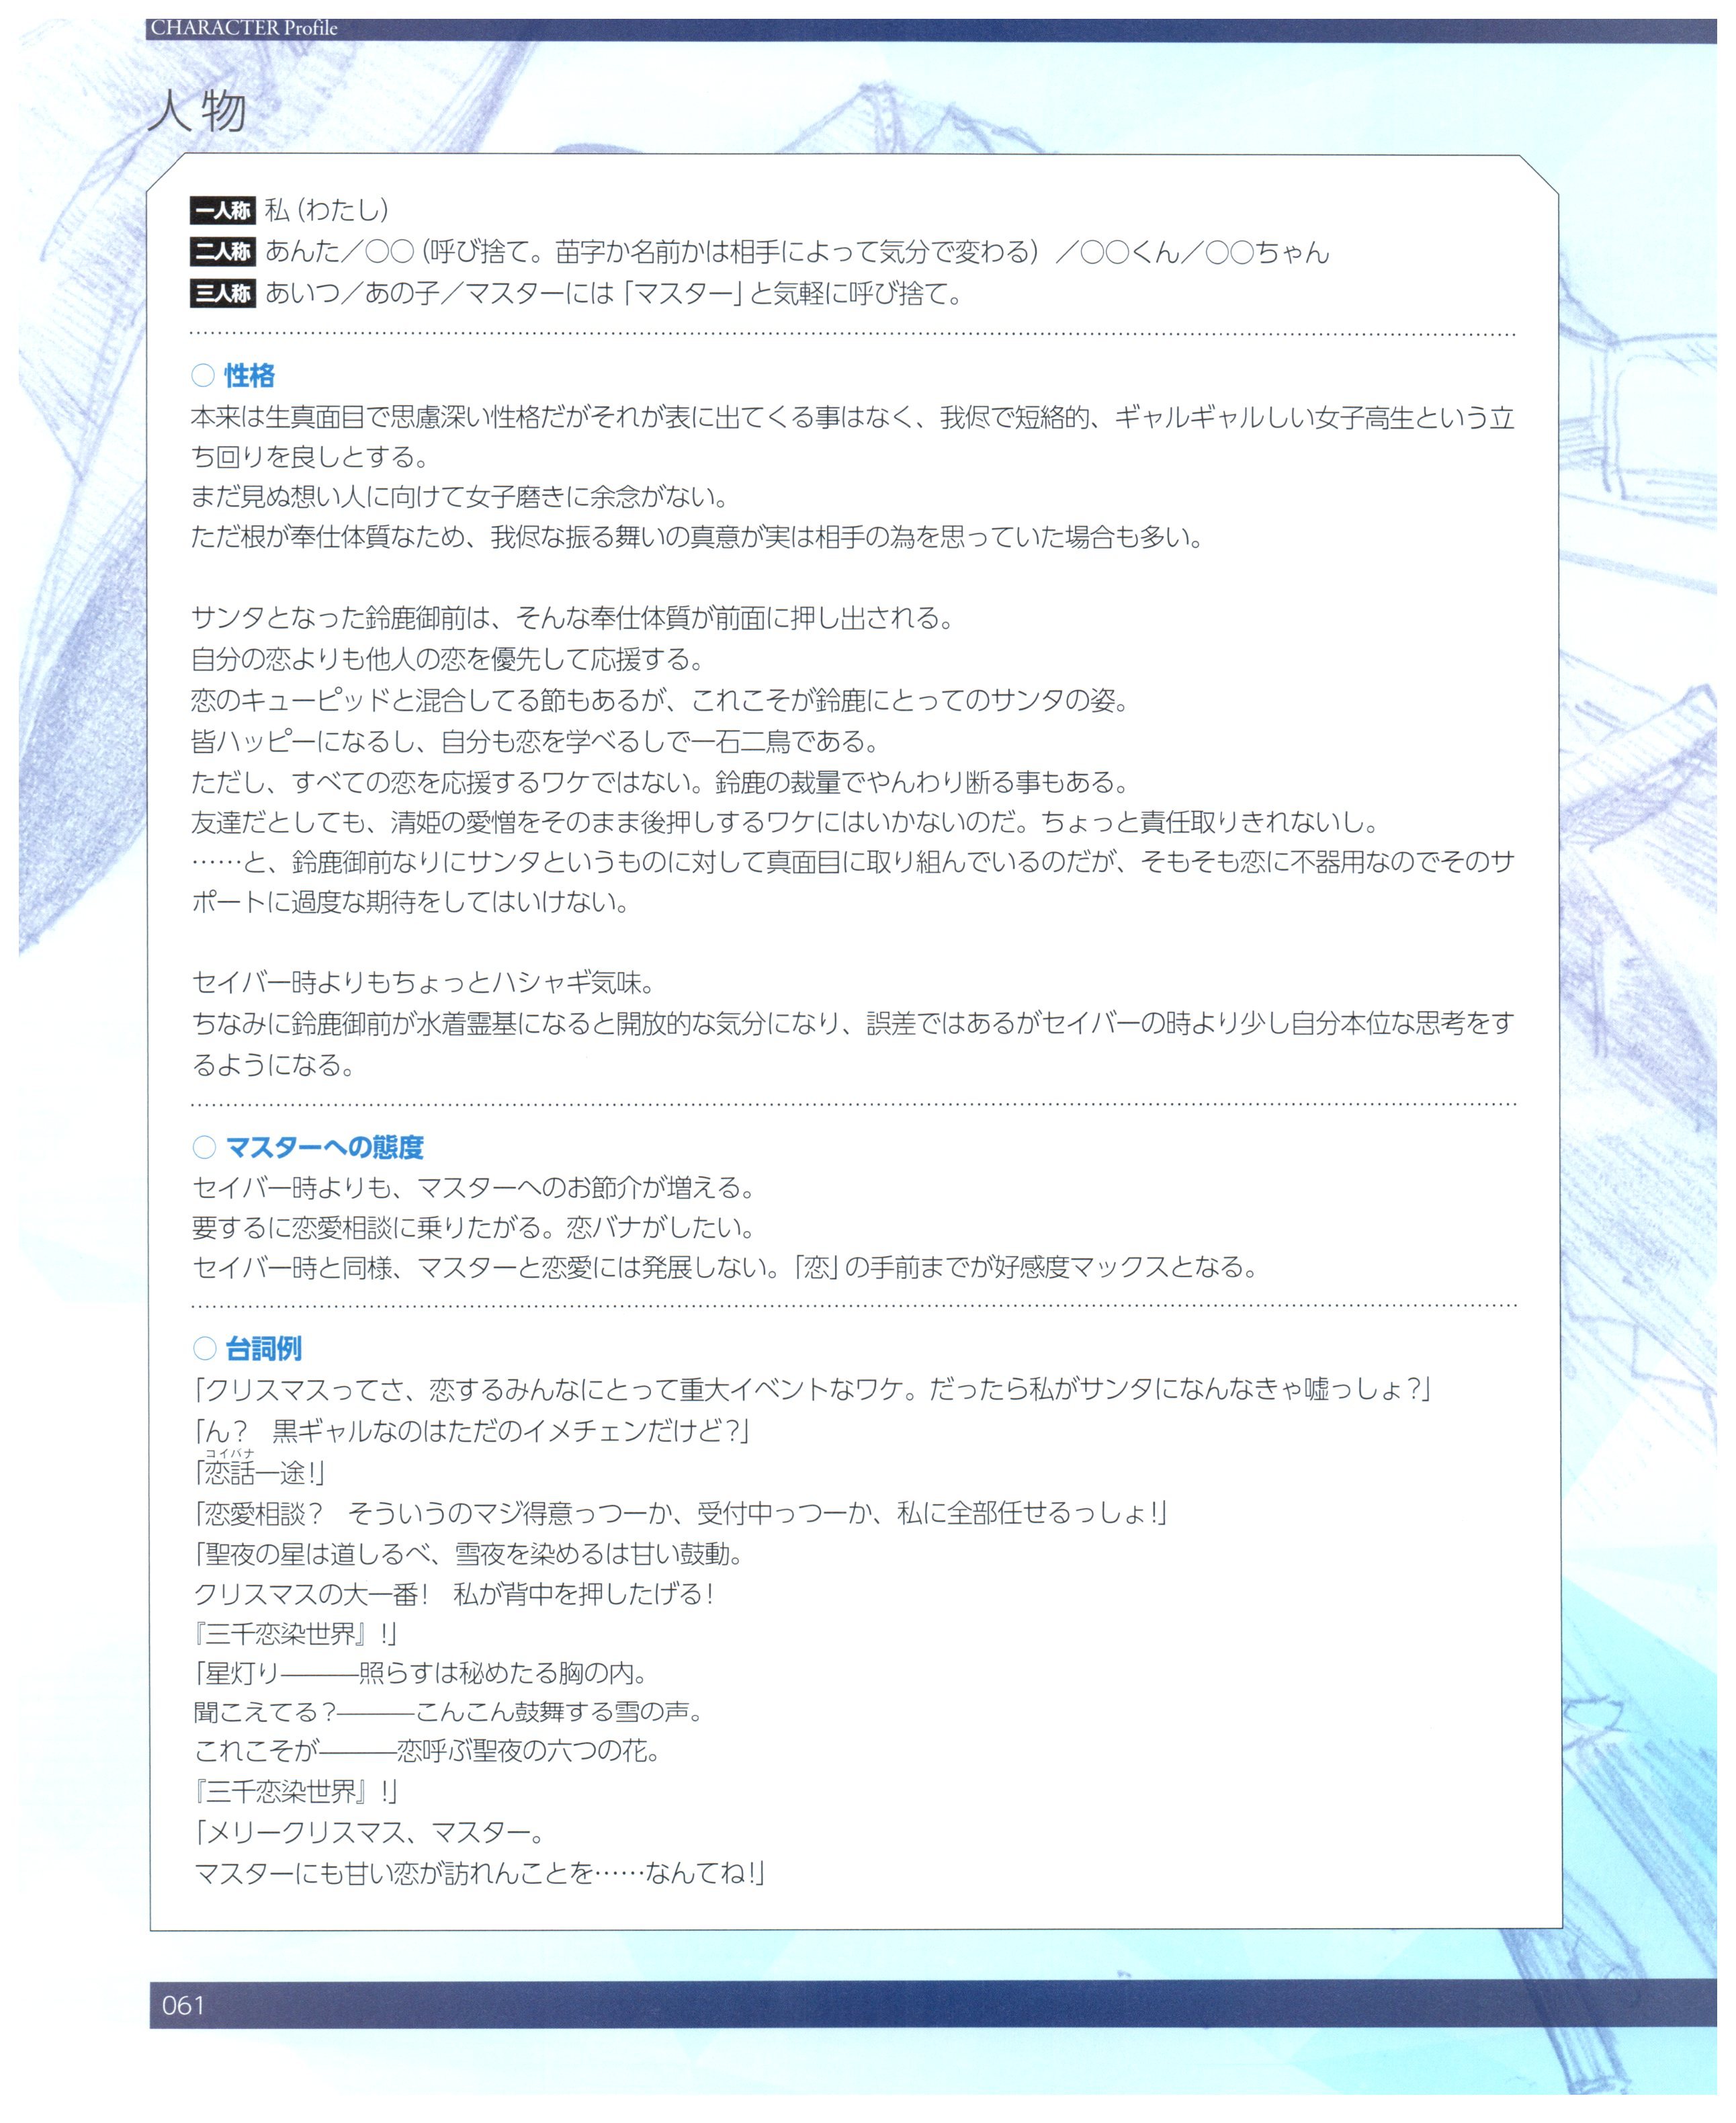 CHARACTER Profile
人物
一人称 私（わたし）
二人称 あんた／○○（呼び捨て。苗字か名前かは相手によって気分で変わる）／○○くん／○○ちゃん
三人称 あいつ／あの子／マスターには「マスター」と気軽に呼び捨て。
○ 性格
本来は生真面目で思慮深い性格だがそれが表に出てくる事はなく、我侭で短絡的、ギャルギャルしい女子高生という立
ち回りを良しとする。
まだ見ぬ想い人に向けて女子磨きに余念がない。
ただ根が奉仕体質なため、我侭な振る舞いの真意が実は相手の為を思っていた場合も多い。
サンタとなった鈴鹿御前は、そんな奉仕体質が前面に押し出される。
自分の恋よりも他人の恋を優先して応援する。
恋のキューピッドと混合してる節もあるが、これこそが鈴鹿にとってのサンタの姿。
皆ハッピーになるし、自分も恋を学べるしで一石二鳥である。
ただし、すべての恋を応援するワケではない。鈴鹿の裁量でやんわり断る事もある。
友達だとしても、清姫の愛憎をそのまま後押しするワケにはいかないのだ。ちょっと責任取りきれないし。
……と、鈴鹿御前なりにサンタというものに対して真面目に取り組んでいるのだが、そもそも恋に不器用なのでそのサ
ポートに過度な期待をしてはいけない。
セイバー時よりもちょっとハシャギ気味。
ちなみに鈴鹿御前が水着霊基になると開放的な気分になり、誤差ではあるがセイバーの時より少し自分本位な思考をす
るようになる。
○ マスターへの態度
セイバー時よりも、マスターへのお節介が増える。
要するに恋愛相談に乗りたがる。恋バナがしたい。
セイバー時と同様、マスターと恋愛には発展しない。「恋」の手前までが好感度マックスとなる。
○ 台詞例
「クリスマスってさ、恋するみんなにとって重大イベントなワケ。だったら私がサンタになんなきゃ嘘っしょ？」
「ん？　黒ギャルなのはただのイメチェンだけど？」
コイバナ
「恋話一途！」
「恋愛相談？　そういうのマジ得意っつーか、受付中っつーか、私に全部任せるっしょ！」
「聖夜の星は道しるべ、雪夜を染めるは甘い鼓動。
クリスマスの大一番！　私が背中を押したげる！
『三千恋染世界』！」
「星灯り―――照らすは秘めたる胸の内。
聞こえてる？―――こんこん鼓舞する雪の声。
これこそが―――恋呼ぶ聖夜の六つの花。
『三千恋染世界』！」
「メリークリスマス、マスター。
マスターにも甘い恋が訪れんことを……なんてね！」
061